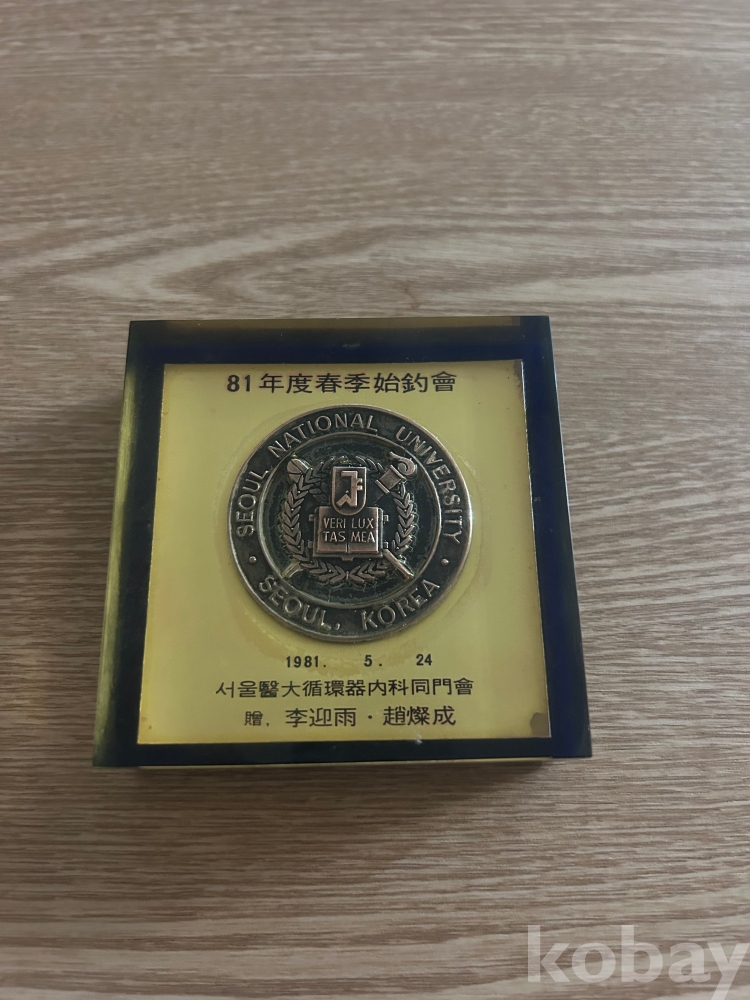 81年度春季始釣會
SEOUL NATIONAL UNIVERSITY
VERI LUX
TAS MEA
SEOUL, KOREA
1981. 5. 24
서울醫大循環器內科同門會
贈, 李迎雨 · 趙燦成
kobay